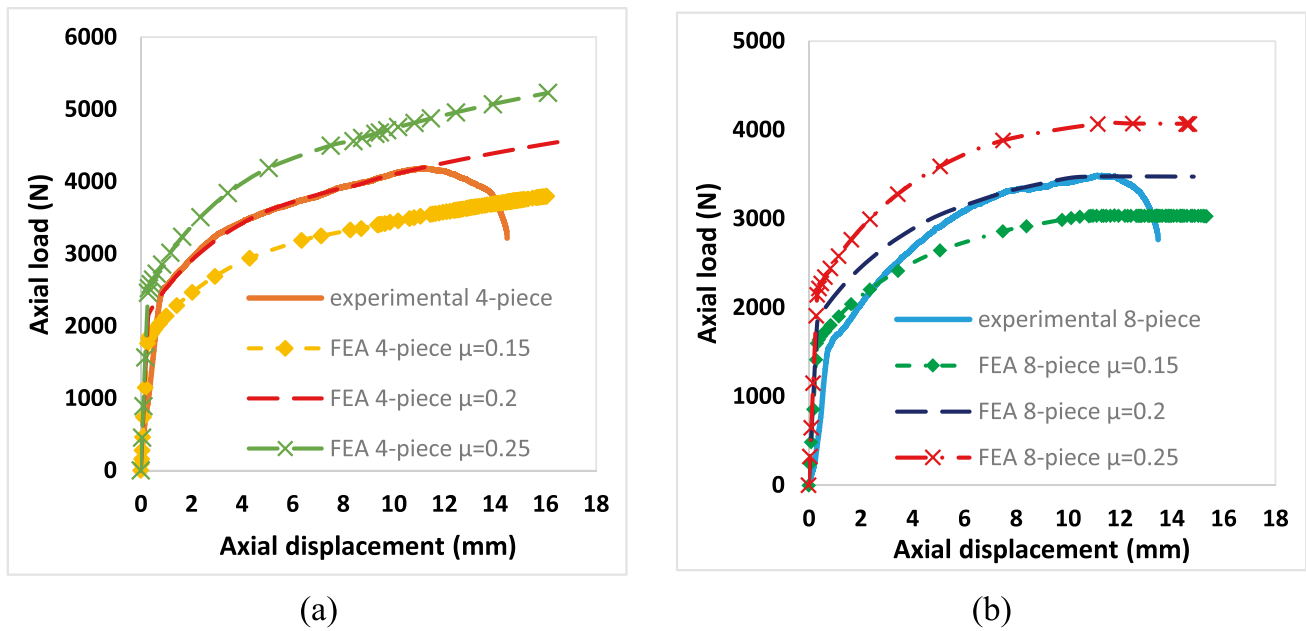 6000
5000
4000
3000
2000
1000
0
Axial load (N)
experimental 4-piece
FEA 4-piece μ=0.15
FEA 4-piece μ=0.2
FEA 4-piece μ=0.25
0 2 4 6 8 10 12 14 16 18
Axial displacement (mm)
(a)
5000
4000
3000
2000
1000
0
Axial load (N)
experimental 8-piece
FEA 8-piece μ=0.15
FEA 8-piece μ=0.2
FEA 8-piece μ=0.25
0 2 4 6 8 10 12 14 16 18
Axial displacement (mm)
(b)